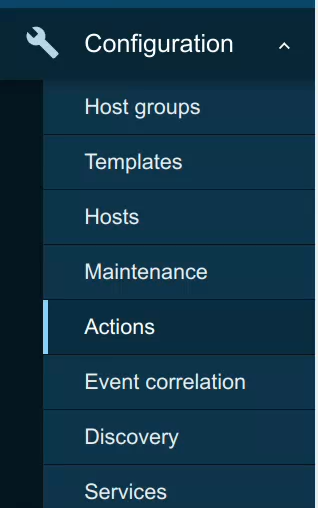 Configuration
Host groups
Templates
Hosts
Maintenance
Actions
Event correlation
Discovery
Services